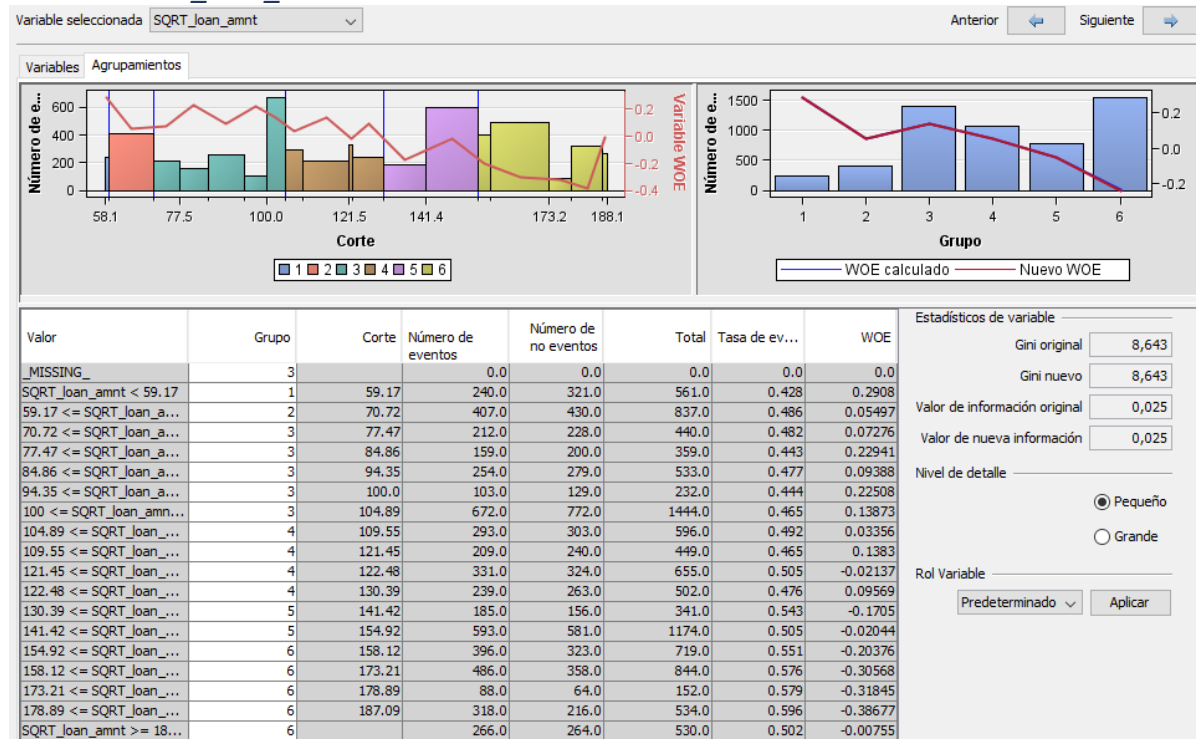 Variable seleccionada SQRT_loan_amnt Anterior Siguiente
Variables Agrupamientos
Número de e...
600
400
200
0
0.2
0.0
-0.2
-0.4
Variable WOE
58.1 77.5 100.0 121.5 141.4 173.2 188.1
Corte
1 2 3 4 5 6
Número de e...
1500
1000
500
0
0.2
0.0
-0.2
1 2 3 4 5 6
Grupo
WOE calculado Nuevo WOE
Valor Grupo Corte Número de eventos Número de no eventos Total Tasa de ev... WOE
_MISSING_ 3 0.0 0.0 0.0 0.0 0.0
SQRT_loan_amnt < 59.17 1 59.17 240.0 321.0 561.0 0.428 0.2908
59.17 <= SQRT_loan_a... 2 70.72 407.0 430.0 837.0 0.486 0.05497
70.72 <= SQRT_loan_a... 3 77.47 212.0 228.0 440.0 0.482 0.07276
77.47 <= SQRT_loan_a... 3 84.86 159.0 200.0 359.0 0.443 0.22941
84.86 <= SQRT_loan_a... 3 94.35 254.0 279.0 533.0 0.477 0.09388
94.35 <= SQRT_loan_a... 3 100.0 103.0 129.0 232.0 0.444 0.22508
100 <= SQRT_loan_amn... 3 104.89 672.0 772.0 1444.0 0.465 0.13873
104.89 <= SQRT_loan_... 4 109.55 293.0 303.0 596.0 0.492 0.03356
109.55 <= SQRT_loan_... 4 121.45 209.0 240.0 449.0 0.465 0.1383
121.45 <= SQRT_loan_... 4 122.48 331.0 324.0 655.0 0.505 -0.02137
122.48 <= SQRT_loan_... 4 130.39 239.0 263.0 502.0 0.476 0.09569
130.39 <= SQRT_loan_... 5 141.42 185.0 156.0 341.0 0.543 -0.1705
141.42 <= SQRT_loan_... 5 154.92 593.0 581.0 1174.0 0.505 -0.02044
154.92 <= SQRT_loan_... 6 158.12 396.0 323.0 719.0 0.551 -0.20376
158.12 <= SQRT_loan_... 6 173.21 486.0 358.0 844.0 0.576 -0.30568
173.21 <= SQRT_loan_... 6 178.89 88.0 64.0 152.0 0.579 -0.31845
178.89 <= SQRT_loan_... 6 187.09 318.0 216.0 534.0 0.596 -0.38677
SQRT_loan_amnt >= 18... 6 266.0 264.0 530.0 0.502 -0.00755
Estadísticos de variable
Gini original 8,643
Gini nuevo 8,643
Valor de información original 0,025
Valor de nueva información 0,025
Nivel de detalle
Pequeño
Grande
Rol Variable
Predeterminado Aplicar